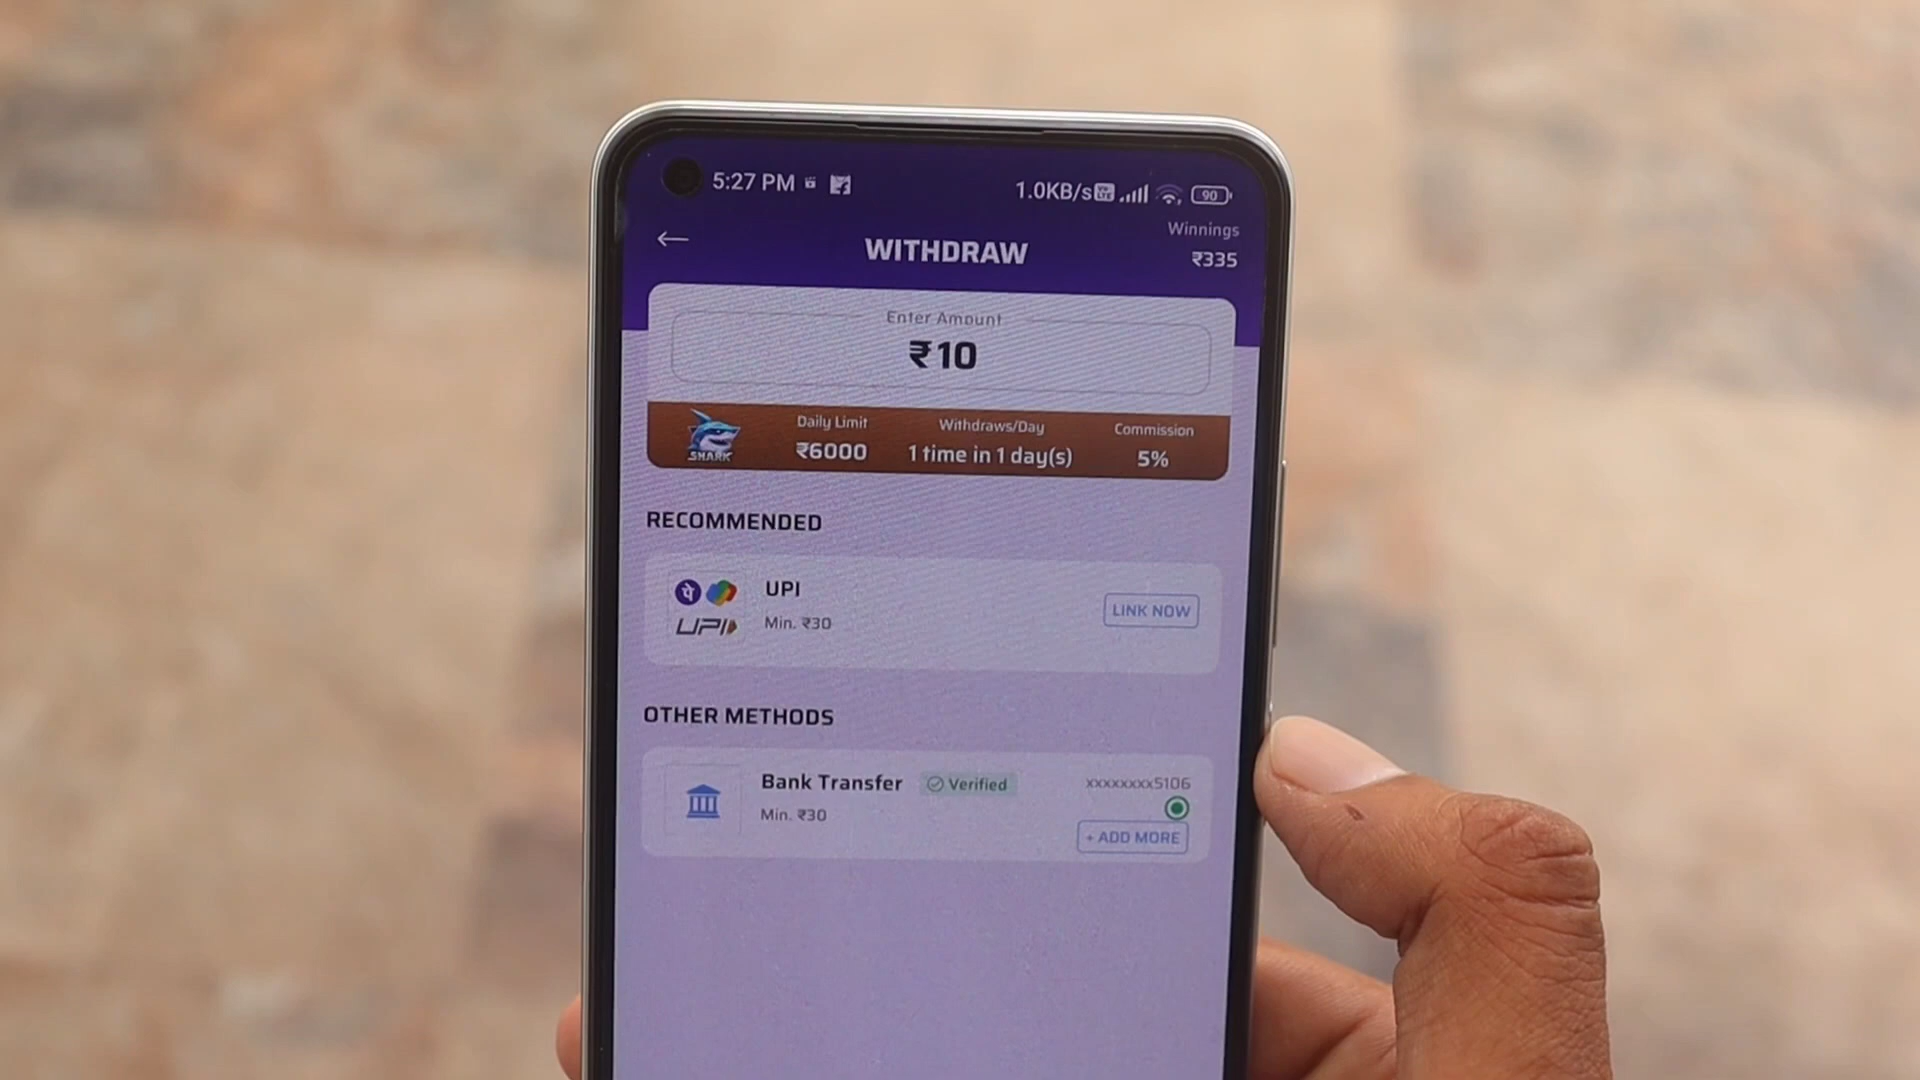 5:27 PM
1.0KB/s
90
Winnings
WITHDRAW
₹335
Enter Amount
₹10
SHARK
Daily Limit
₹6000
Withdraws/Day
1 time in 1 day(s)
Commission
5%
RECOMMENDED
पे
UPI
UPI
Min. ₹30
LINK NOW
OTHER METHODS
Bank Transfer
Verified
xxxxxxxx5106
Min. ₹30
+ ADD MORE